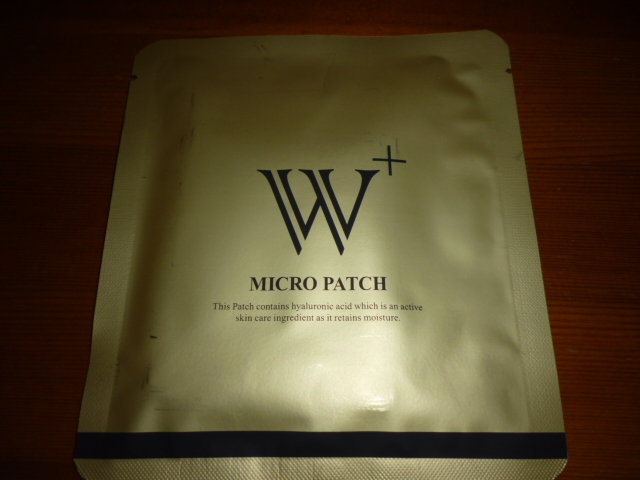 W+
MICRO PATCH
This Patch contains hyaluronic acid which is an active
skin care ingredient as it retains moisture.